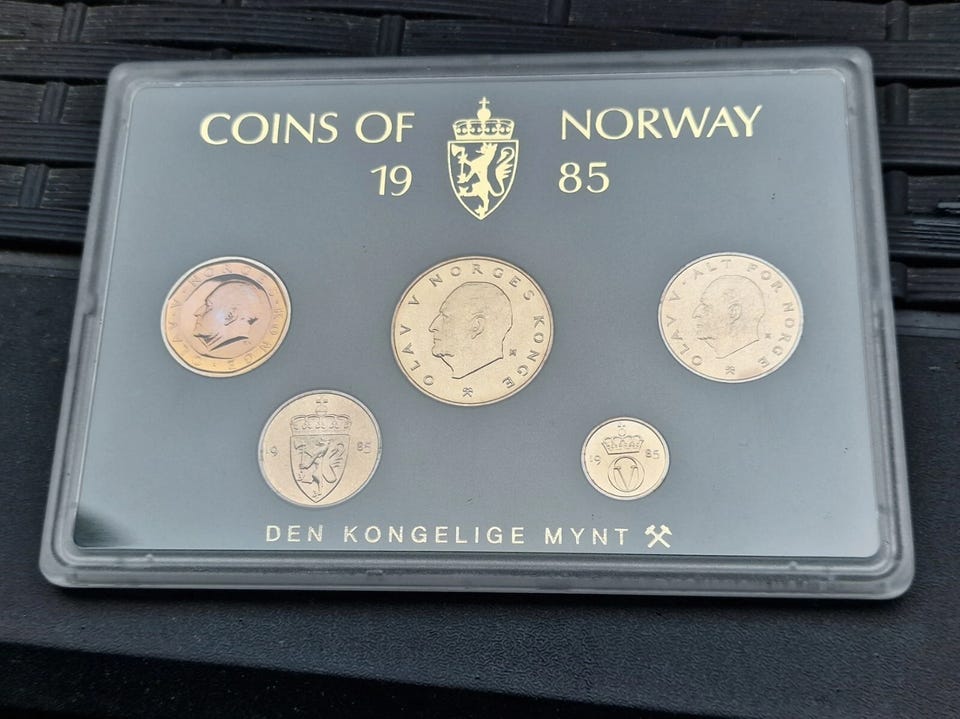 COINS OF NORWAY
19 85
OLAV V NORGES KONGE
OLAV V NORGES KONGE
OLAV V · ALT FOR NORGE
19 85
19 85
V
DEN KONGELIGE MYNT